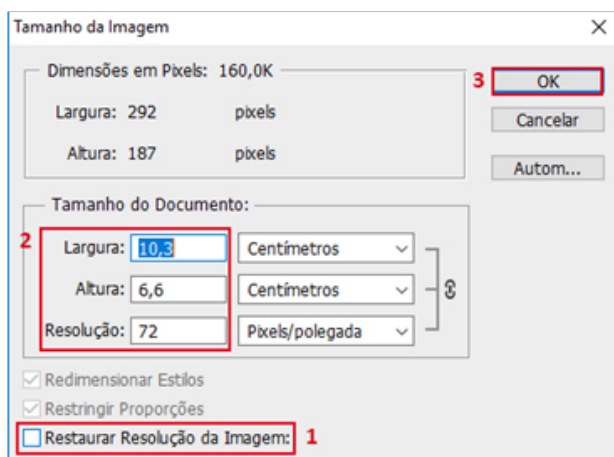 Tamanho da Imagem
Dimensões em Pixels: 160,0K
3 OK
Largura: 292 pixels
Cancelar
Altura: 187 pixels
Autom...
Tamanho do Documento:
2
Largura: 10,3 Centímetros
Altura: 6,6 Centímetros
Resolução: 72 Pixels/polegada
Redimensionar Estilos
Restringir Proporções
Restaurar Resolução da Imagem: 1